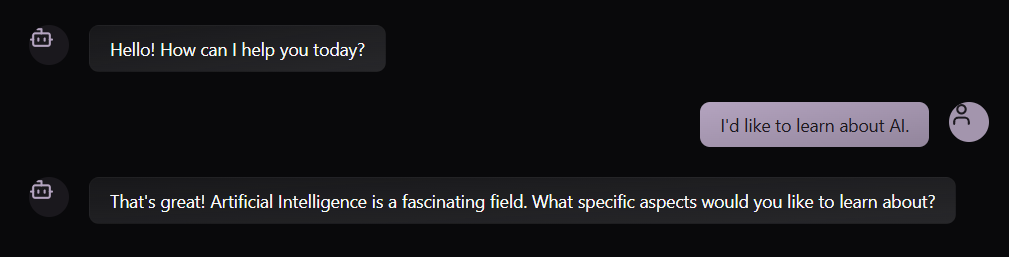 Hello! How can I help you today?
I'd like to learn about AI.
That's great! Artificial Intelligence is a fascinating field. What specific aspects would you like to learn about?